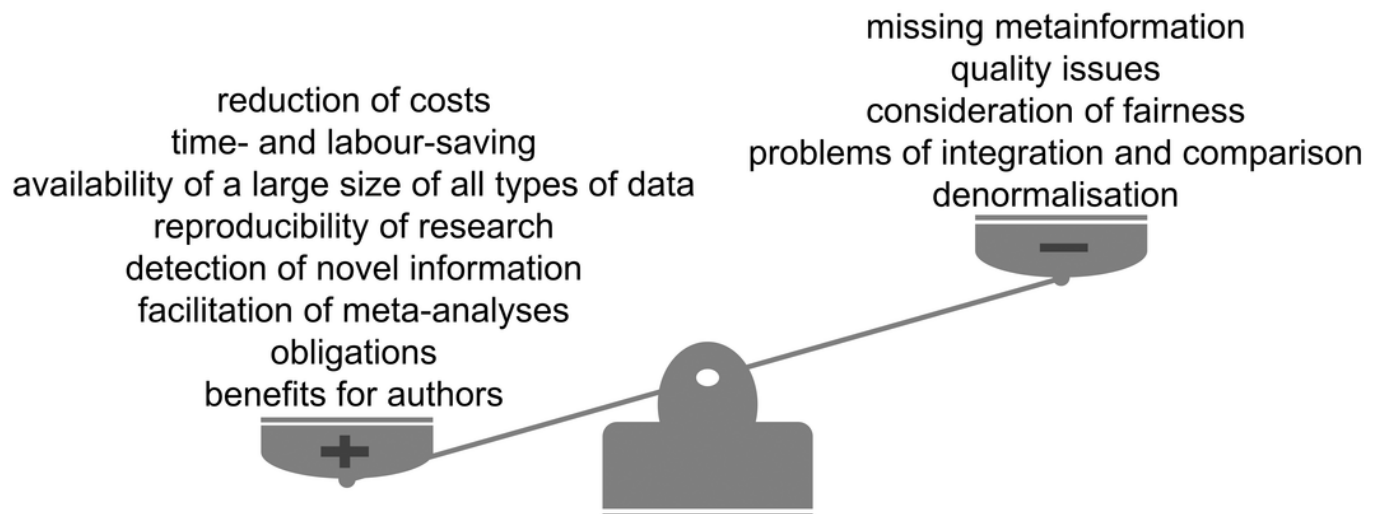 reduction of costs
time- and labour-saving
availability of a large size of all types of data
reproducibility of research
detection of novel information
facilitation of meta-analyses
obligations
benefits for authors
+
missing metainformation
quality issues
consideration of fairness
problems of integration and comparison
denormalisation
−